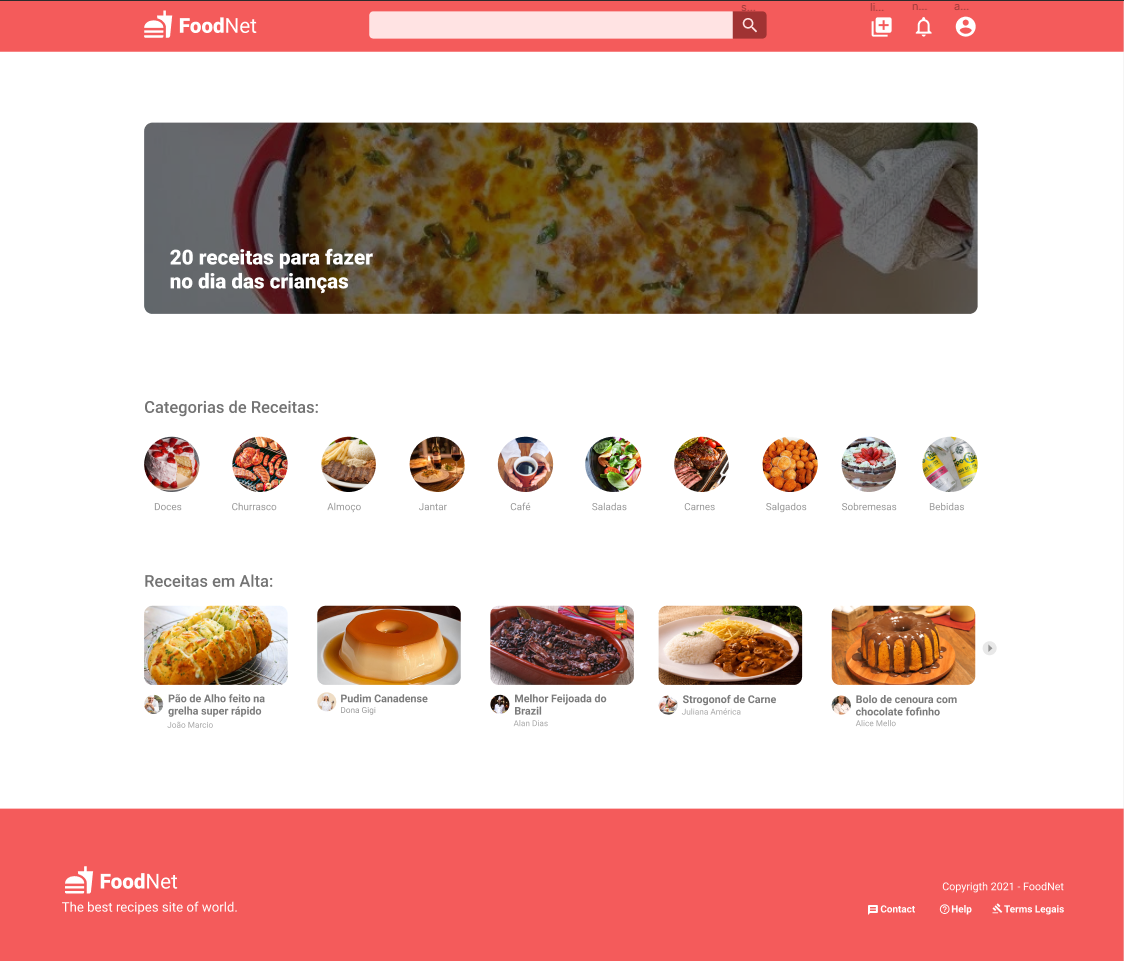 s...
li...
n...
a...
FoodNet
20 receitas para fazer
no dia das crianças
Categorias de Receitas:
Doces
Churrasco
Almoço
Jantar
Café
Saladas
Carnes
Salgados
Sobremesas
Bebidas
Receitas em Alta:
Pão de Alho feito na
grelha super rápido
João Marcio
Pudim Canadense
Dona Gigi
Melhor Feijoada do
Brazil
Alan Dias
Strogonof de Carne
Juliana América
Bolo de cenoura com
chocolate fofinho
Alice Mello
FoodNet
The best recipes site of world.
Copyrigth 2021 - FoodNet
Contact
Help
Terms Legais